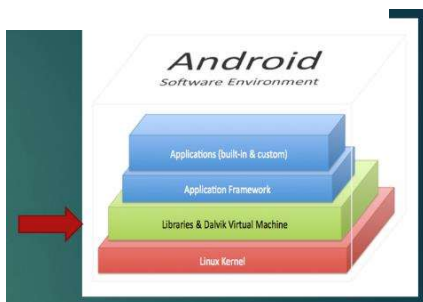 Android
Software Environment
Applications (built-in & custom)
Application Framework
Libraries & Dalvik Virtual Machine
Linux Kernel